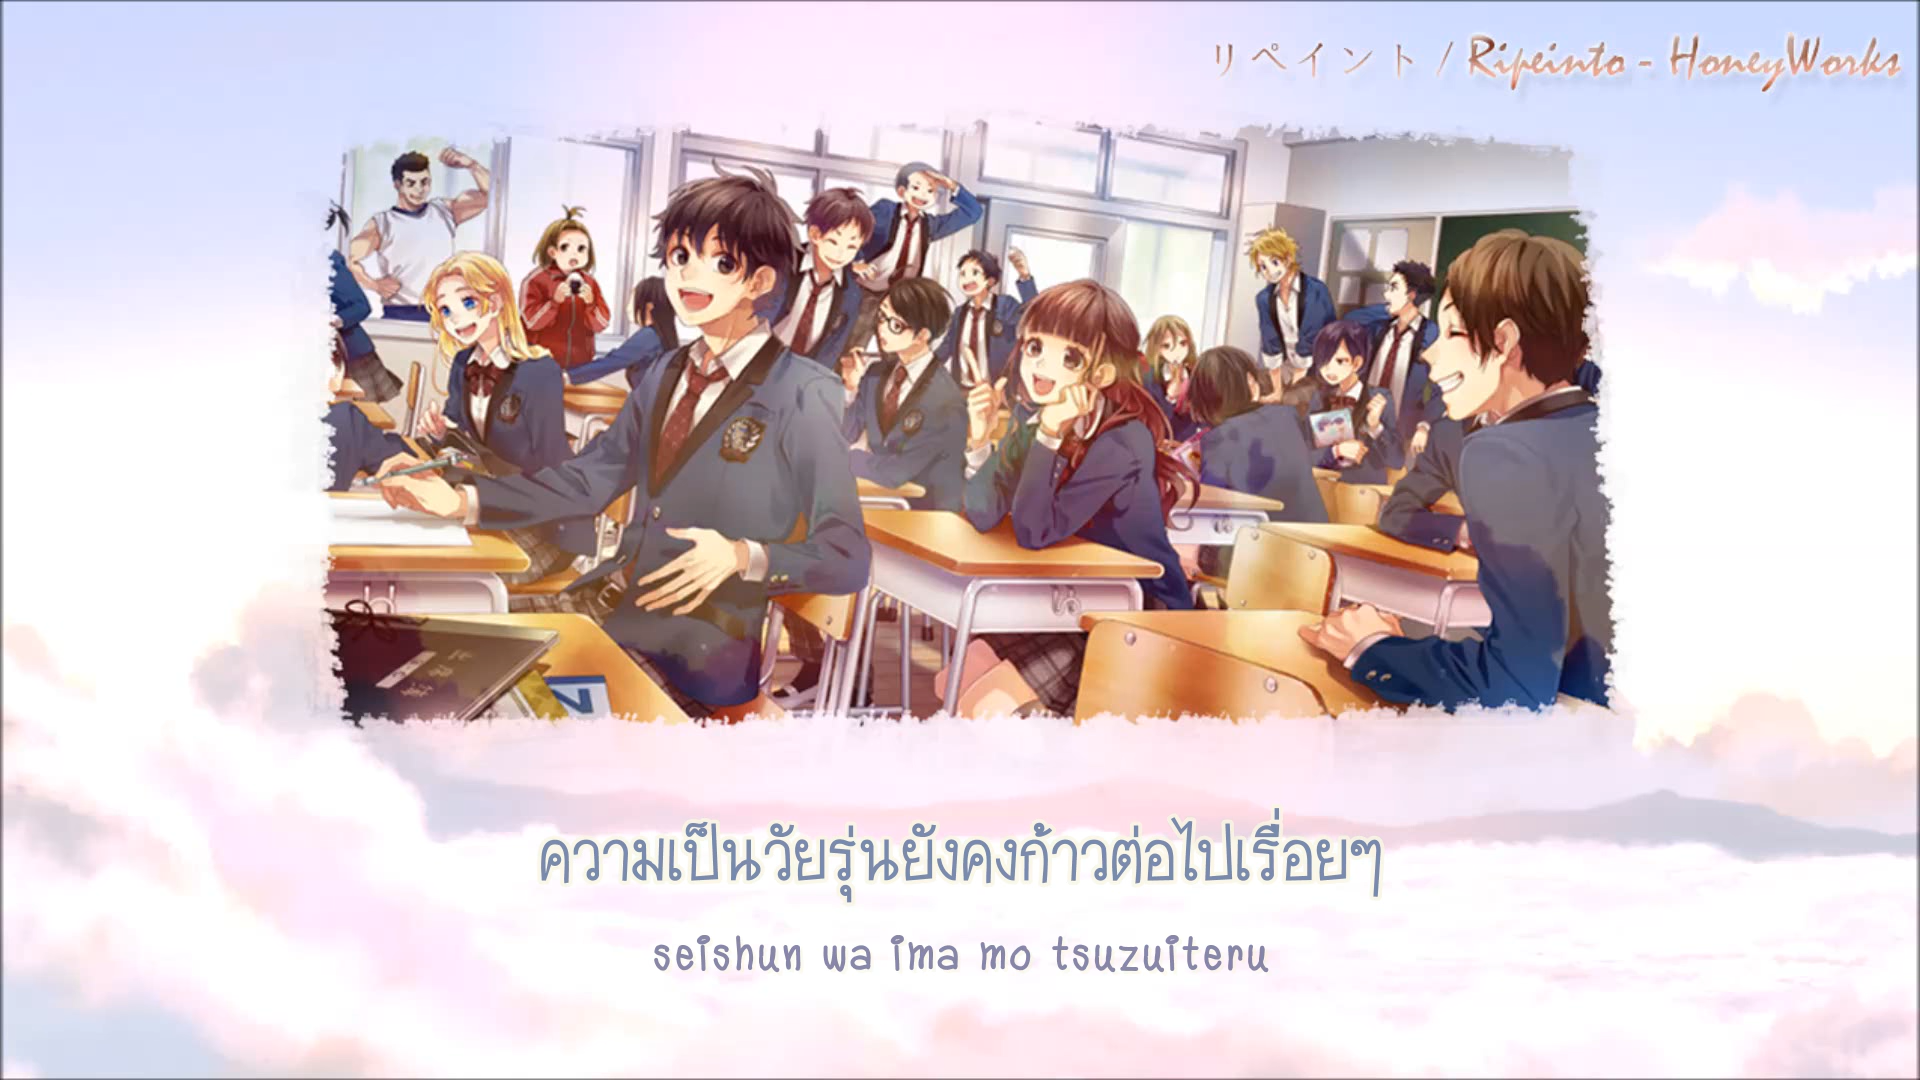 リペイント / Ripeinto - HoneyWorks
ความเป็นวัยรุ่นยังคงก้าวต่อไปเรื่อยๆ
seishun wa ima mo tsuzuiteru